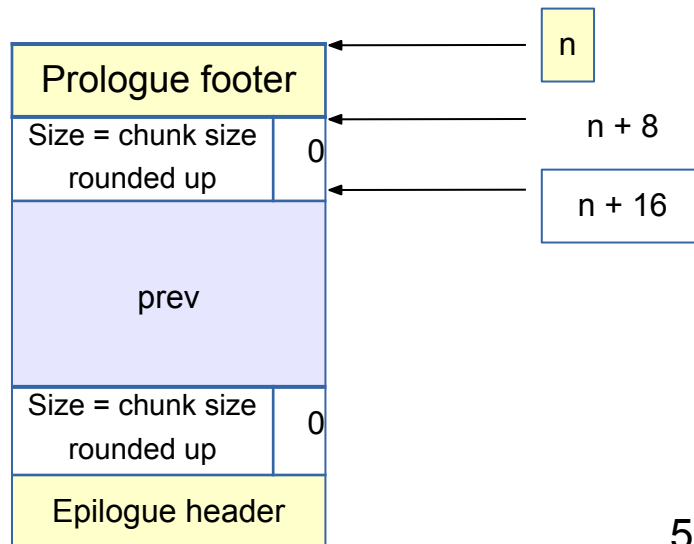 n
Prologue footer
Size = chunk size
rounded up
0
n + 8
n + 16
prev
Size = chunk size
rounded up
0
Epilogue header
5